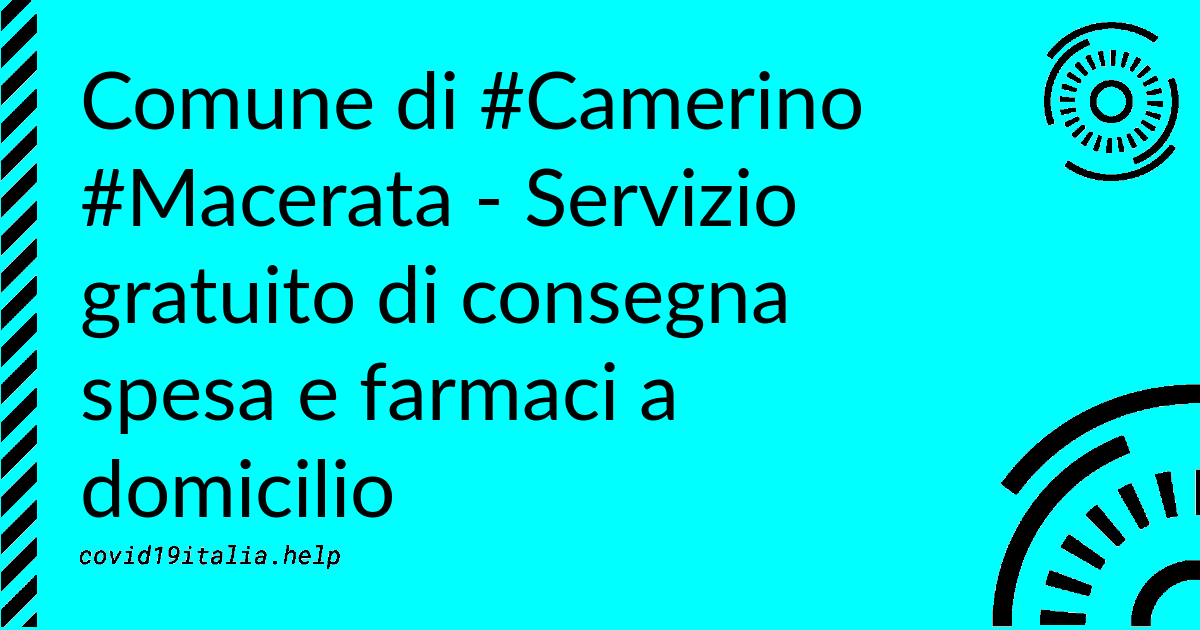 Comune di #Camerino
#Macerata - Servizio
gratuito di consegna
spesa e farmaci a
domicilio
covid19italia.help